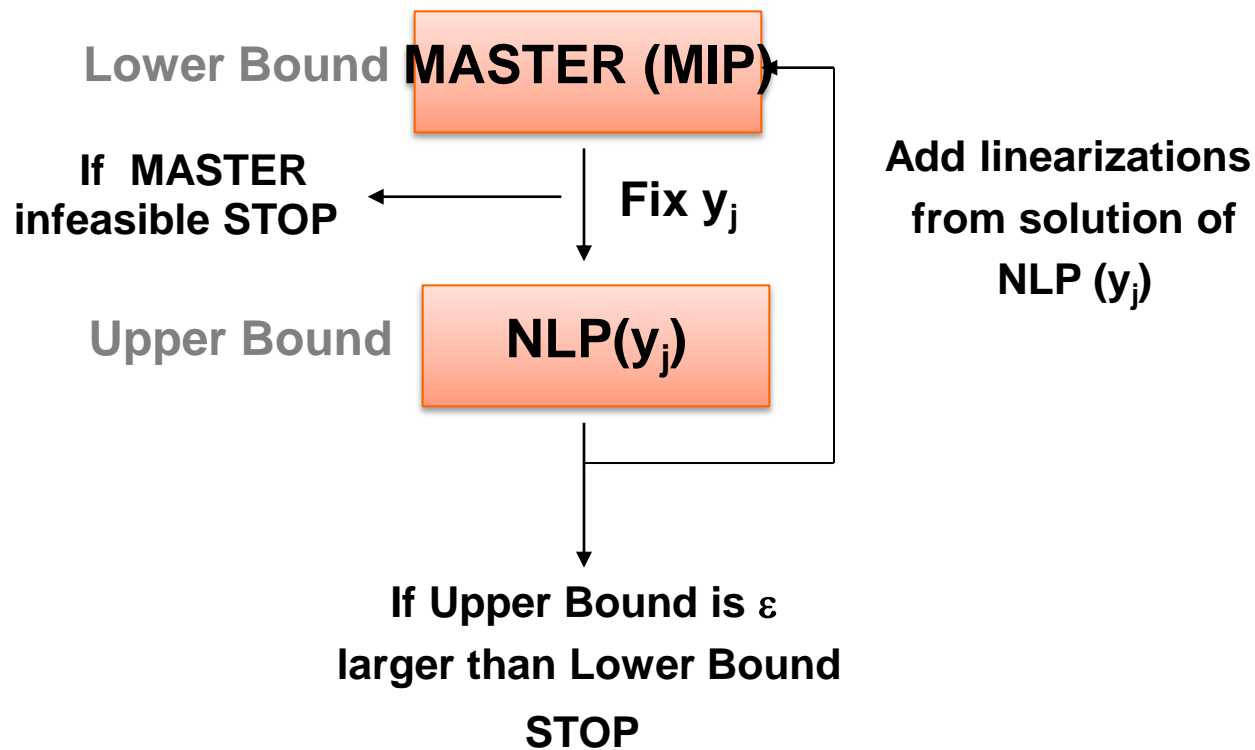 Lower Bound
MASTER (MIP)
If MASTER
infeasible STOP
Fix yj
Add linearizations
from solution of
NLP (yj)
Upper Bound
NLP(yj)
If Upper Bound is ε
larger than Lower Bound
STOP